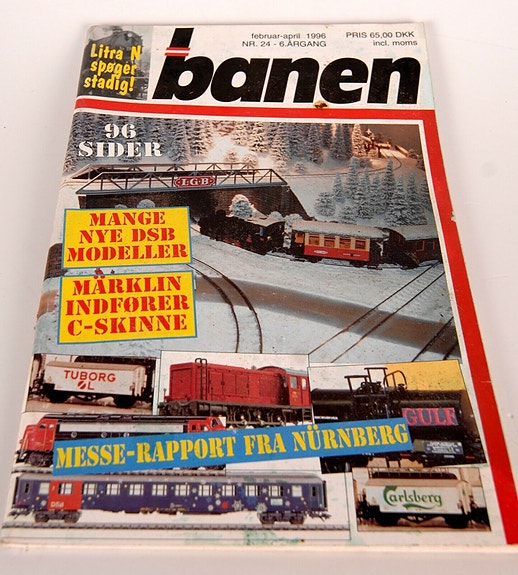 Litra N
spøger
stadig!
februar-april 1996
NR. 24 - 6.ÅRGANG
PRIS 65,00 DKK
incl. moms
banen
96
SIDER
LGB
MANGE
NYE DSB
MODELLER
MÄRKLIN
INDFØRER
C-SKINNE
TUBORG
ØL
GULF
MESSE-RAPPORT FRA NÜRNBERG
DSB
Carlsberg